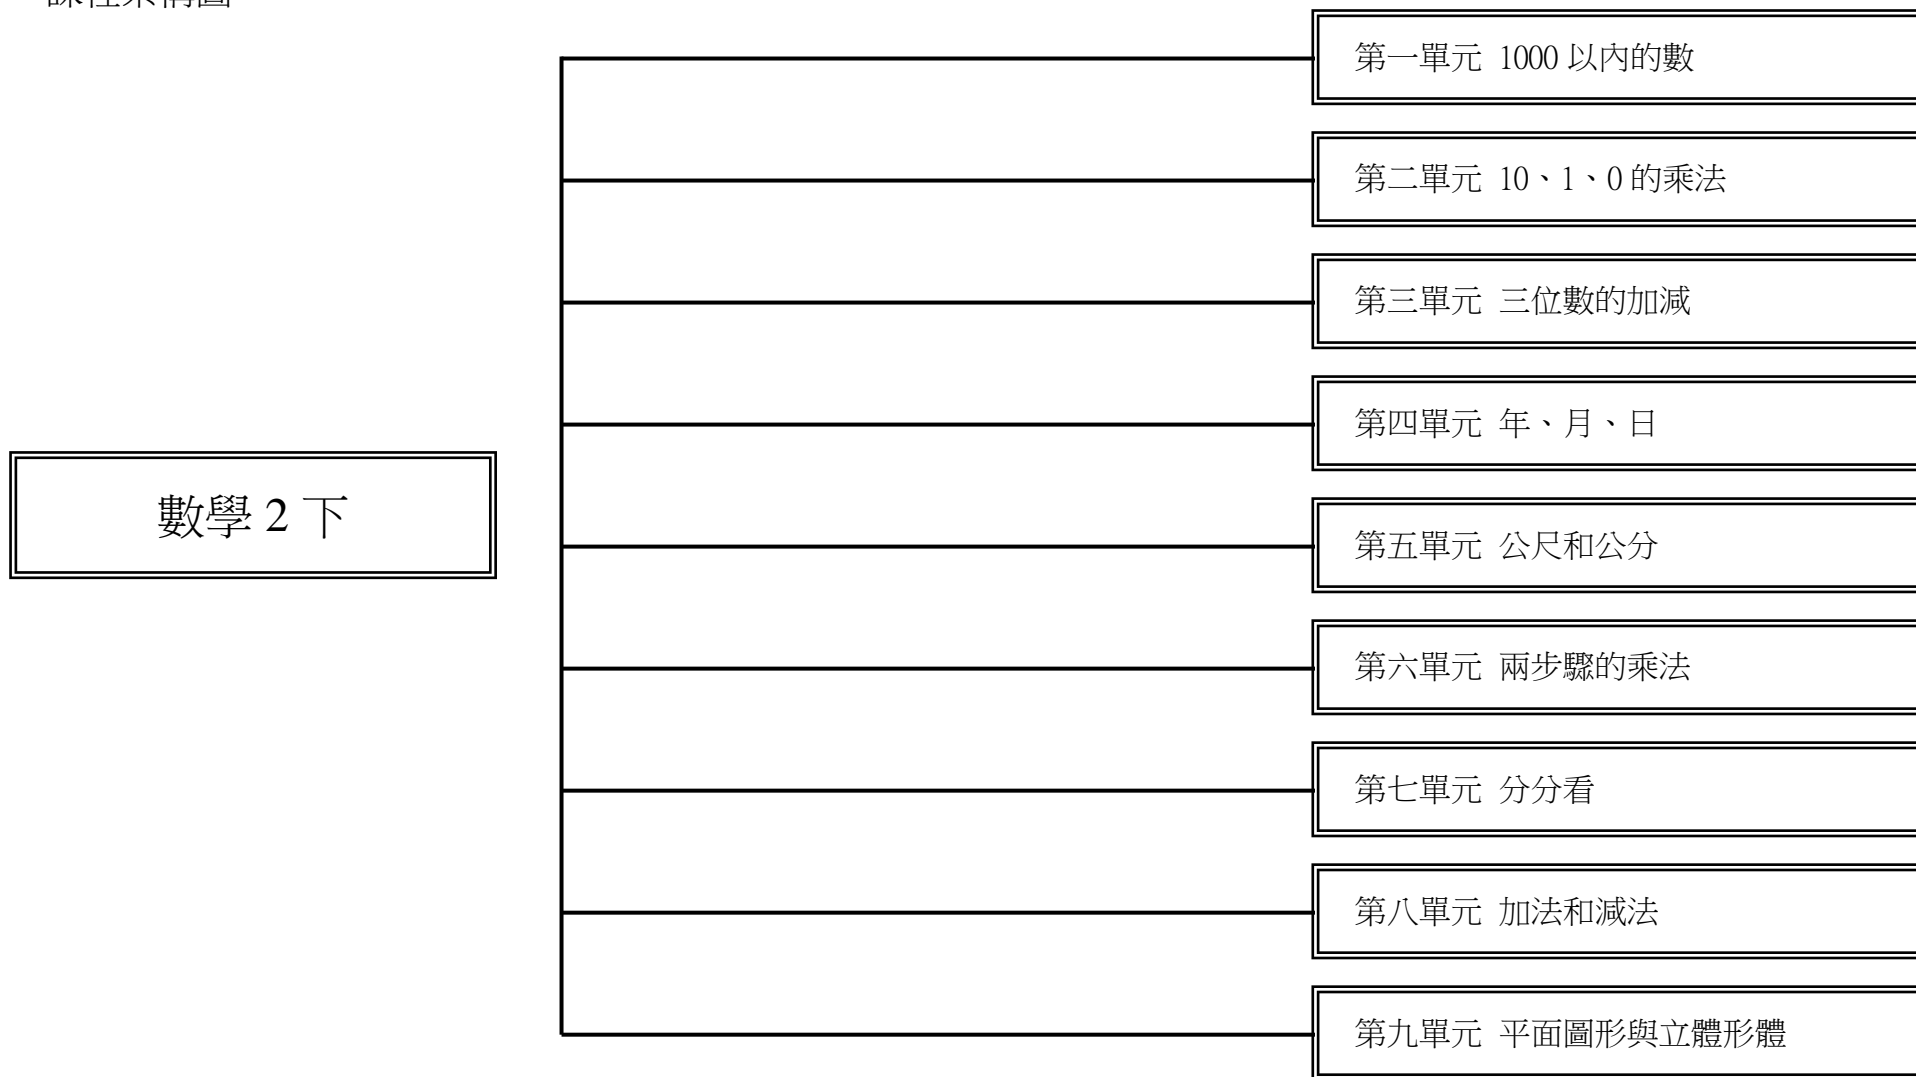 數學 2 下
第一單元 1000 以內的數
第二單元 10、1、0 的乘法
第三單元 三位數的加減
第四單元 年、月、日
第五單元 公尺和公分
第六單元 兩步驟的乘法
第七單元 分分看
第八單元 加法和減法
第九單元 平面圖形與立體形體